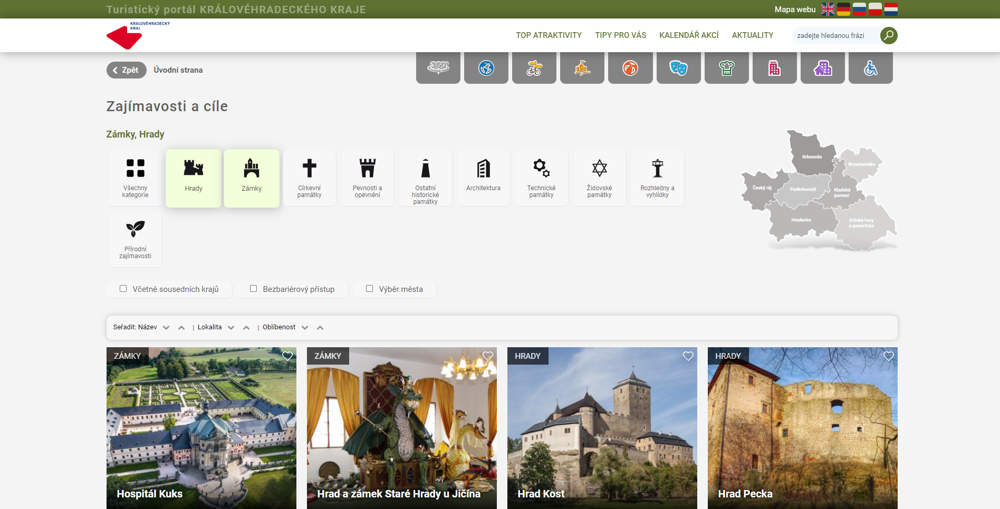 Turistický portál KRÁLOVÉHRADECKÉHO KRAJE
Mapa webu
KRÁLOVÉHRADECKÝ
KRAJ
TOP ATRAKTIVITY
TIPY PRO VÁS
KALENDÁŘ AKCÍ
AKTUALITY
zadejte hledanou frázi
Zpět
Úvodní strana
360°
Zajímavosti a cíle
Zámky, Hrady
Všechny
kategorie
Hrady
Zámky
Církevní
památky
Pevnosti a
opevnění
Ostatní
historické
památky
Architektura
Technické
památky
Židovské
památky
Rozhledny a
vyhlídky
Přírodní
zajímavosti
Krkonoše
Broumovsko
Český ráj
Podkrkonoší
Kladské
pomezí
Hradecko
Orlické hory
a podorlicko
Včetně sousedních krajů
Bezbariérový přístup
Výběr města
Seřadit: Název | Lokalita | Oblíbenost
ZÁMKY
Hospitál Kuks
ZÁMKY
Hrad a zámek Staré Hrady u Jičína
HRADY
Hrad Kost
HRADY
Hrad Pecka